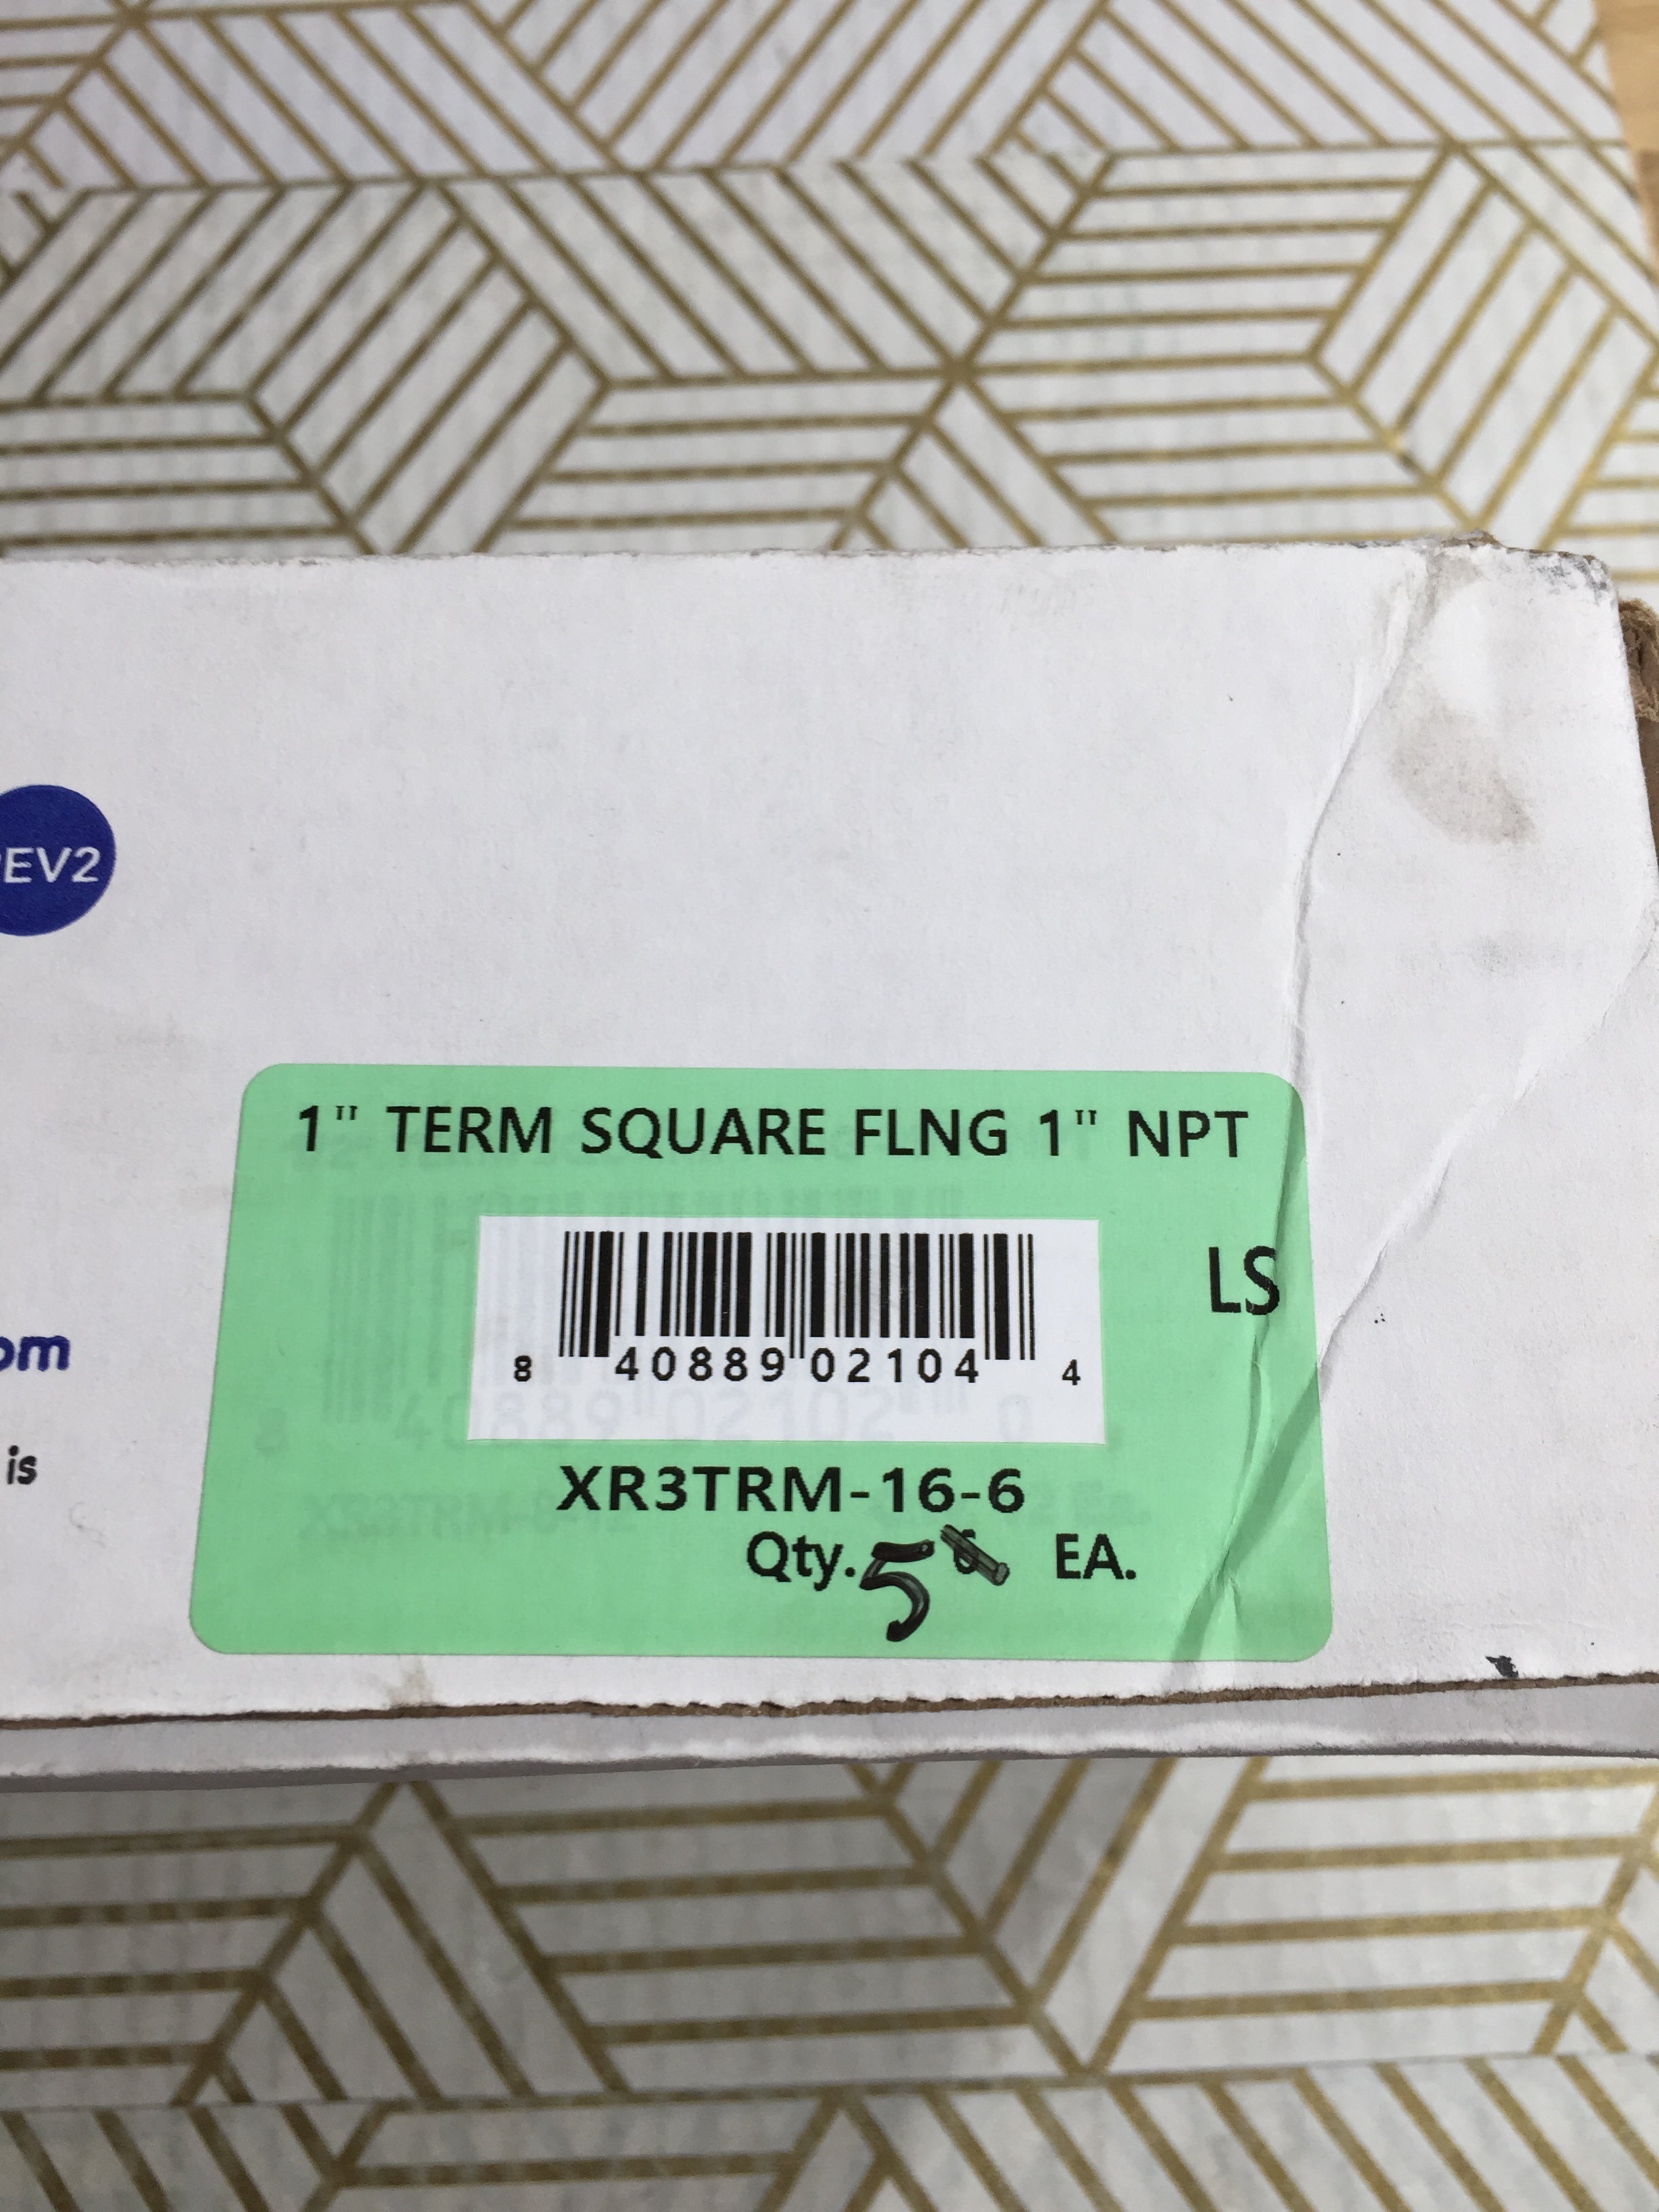 EV2
1" TERM SQUARE FLNG 1" NPT
LS
8 40889 02104 4
om
is
XR3TRM-16-6
Qty. 5 6 EA.